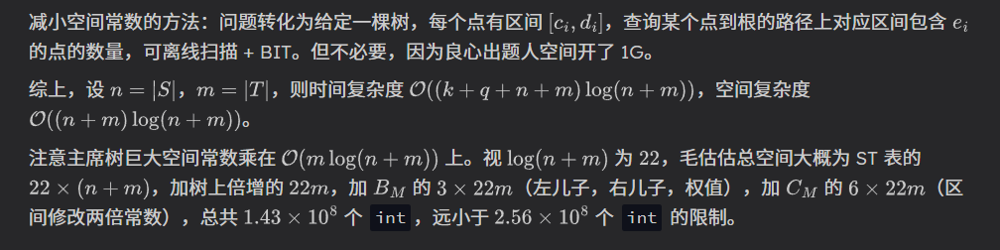 减小空间常数的方法：问题转化为给定一棵树，每个点有区间 [c_i, d_i]，查询某个点到根的路径上对应区间包含 e_i
的点的数量，可离线扫描 + BIT。但不必要，因为良心出题人空间开了 1G。
综上，设 n = |S|，m = |T|，则时间复杂度 O((k + q + n + m) log(n + m))，空间复杂度
O((n + m) log(n + m))。
注意主席树巨大空间常数乘在 O(m log(n + m)) 上。视 log(n + m) 为 22，毛估估总空间大概为 ST 表的
22 × (n + m)，加树上倍增的 22m，加 B_M 的 3 × 22m（左儿子，右儿子，权值），加 C_M 的 6 × 22m（区
间修改两倍常数），总共 1.43 × 10^8 个 int，远小于 2.56 × 10^8 个 int 的限制。